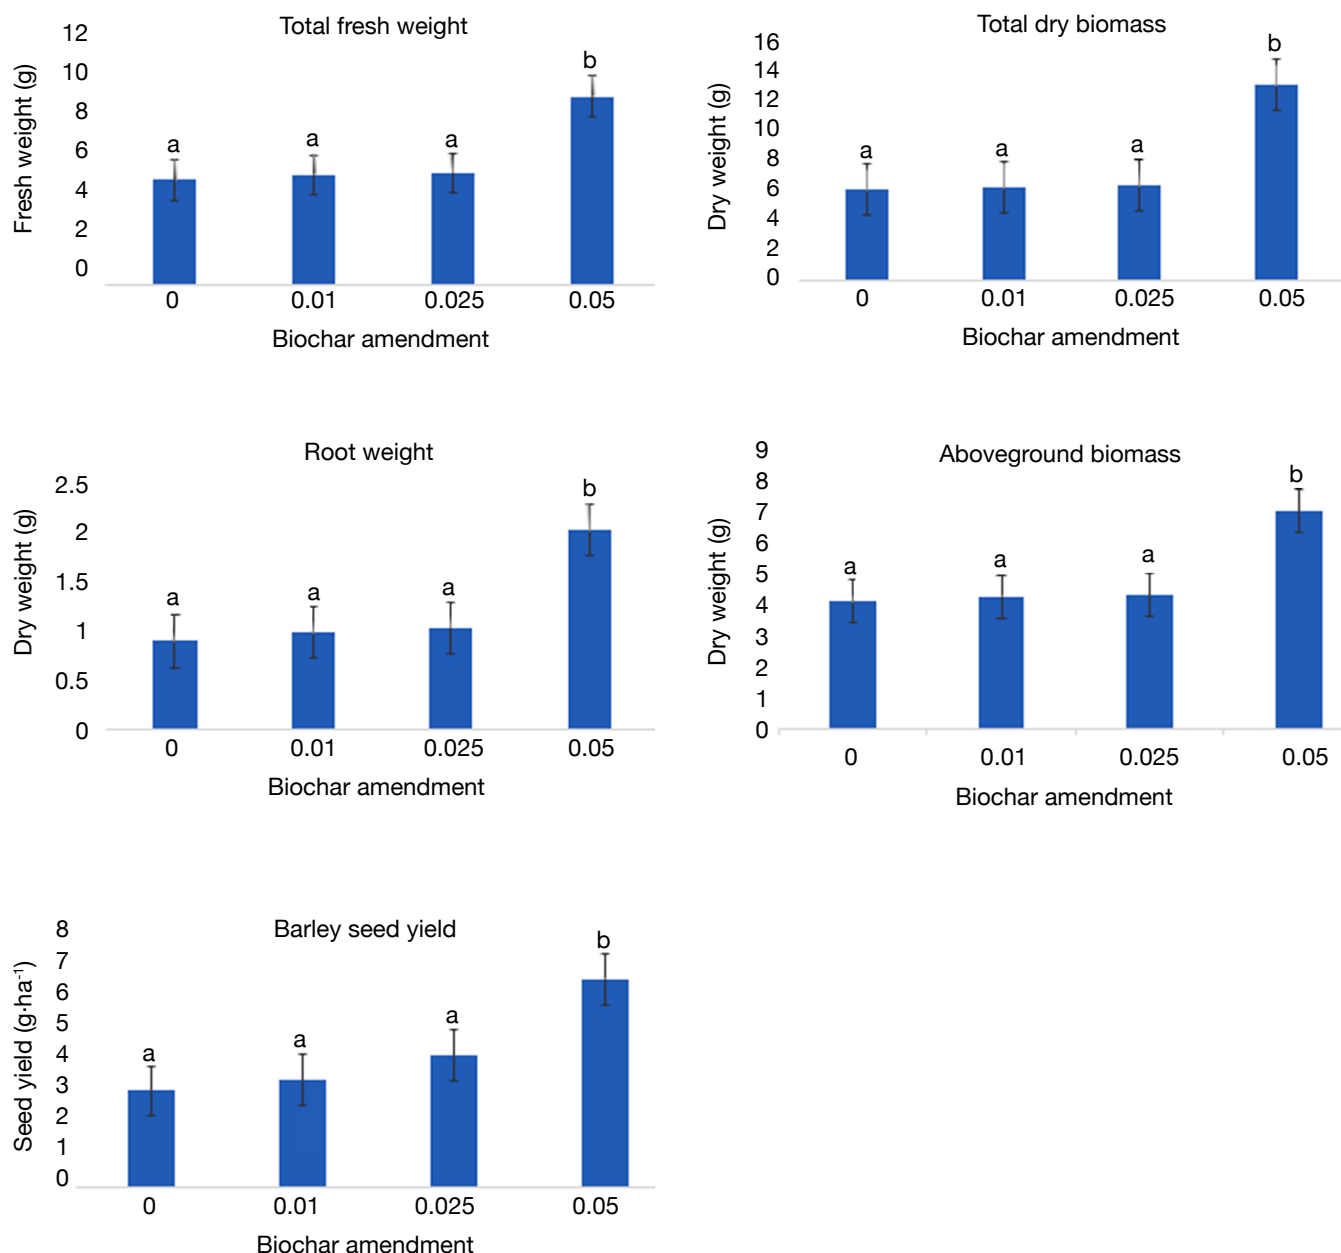 Total fresh weight
Fresh weight (g)
12
10
8
6
4
2
0
a
a
a
b
0 0.01 0.025 0.05
Biochar amendment
Total dry biomass
Dry weight (g)
16
14
12
10
8
6
4
2
0
a
a
a
b
0 0.01 0.025 0.05
Biochar amendment
Root weight
Dry weight (g)
2.5
2
1.5
1
0.5
0
a
a
a
b
0 0.01 0.025 0.05
Biochar amendment
Aboveground biomass
Dry weight (g)
9
8
7
6
5
4
3
2
1
0
a
a
a
b
0 0.01 0.025 0.05
Biochar amendment
Barley seed yield
Seed yield (g·ha⁻¹)
8
7
6
5
4
3
2
1
0
a
a
a
b
0 0.01 0.025 0.05
Biochar amendment